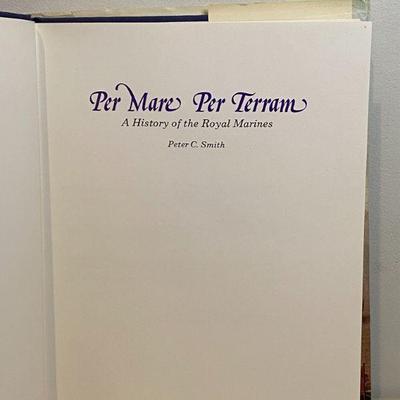 Per Mare Per Terram
A History of the Royal Marines
Peter C. Smith